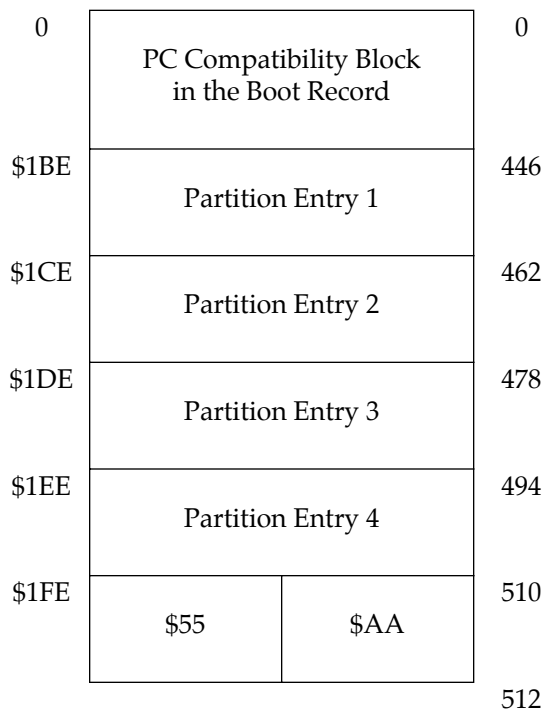 0 0
PC Compatibility Block
in the Boot Record
$1BE 446
Partition Entry 1
$1CE 462
Partition Entry 2
$1DE 478
Partition Entry 3
$1EE 494
Partition Entry 4
$1FE 510
$55 $AA
512